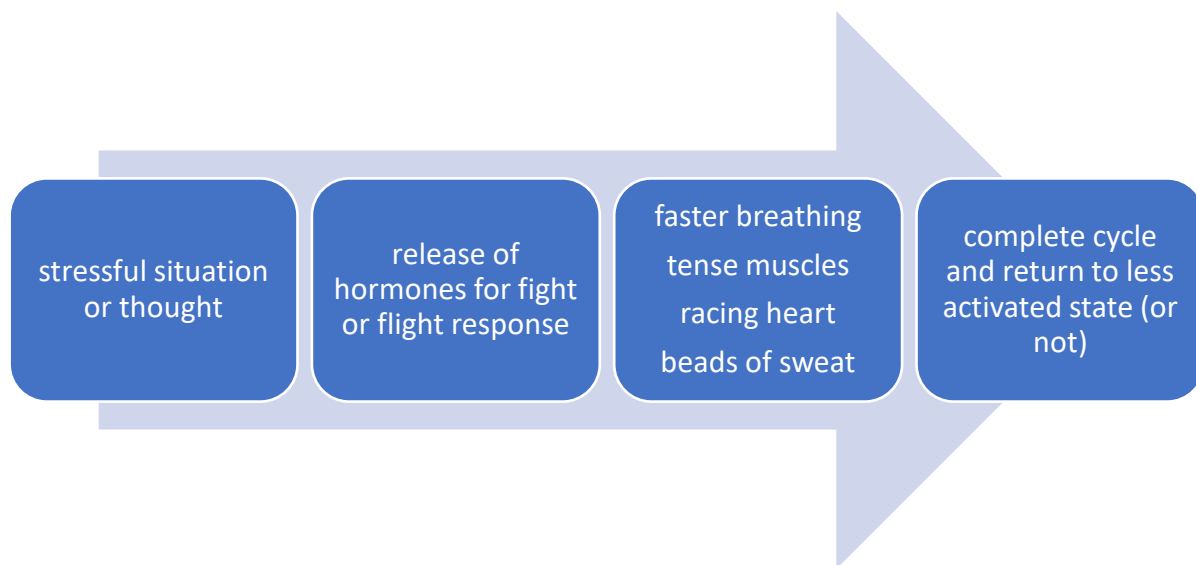 stressful situation
or thought
release of
hormones for fight
or flight response
faster breathing
tense muscles
racing heart
beads of sweat
complete cycle
and return to less
activated state (or
not)